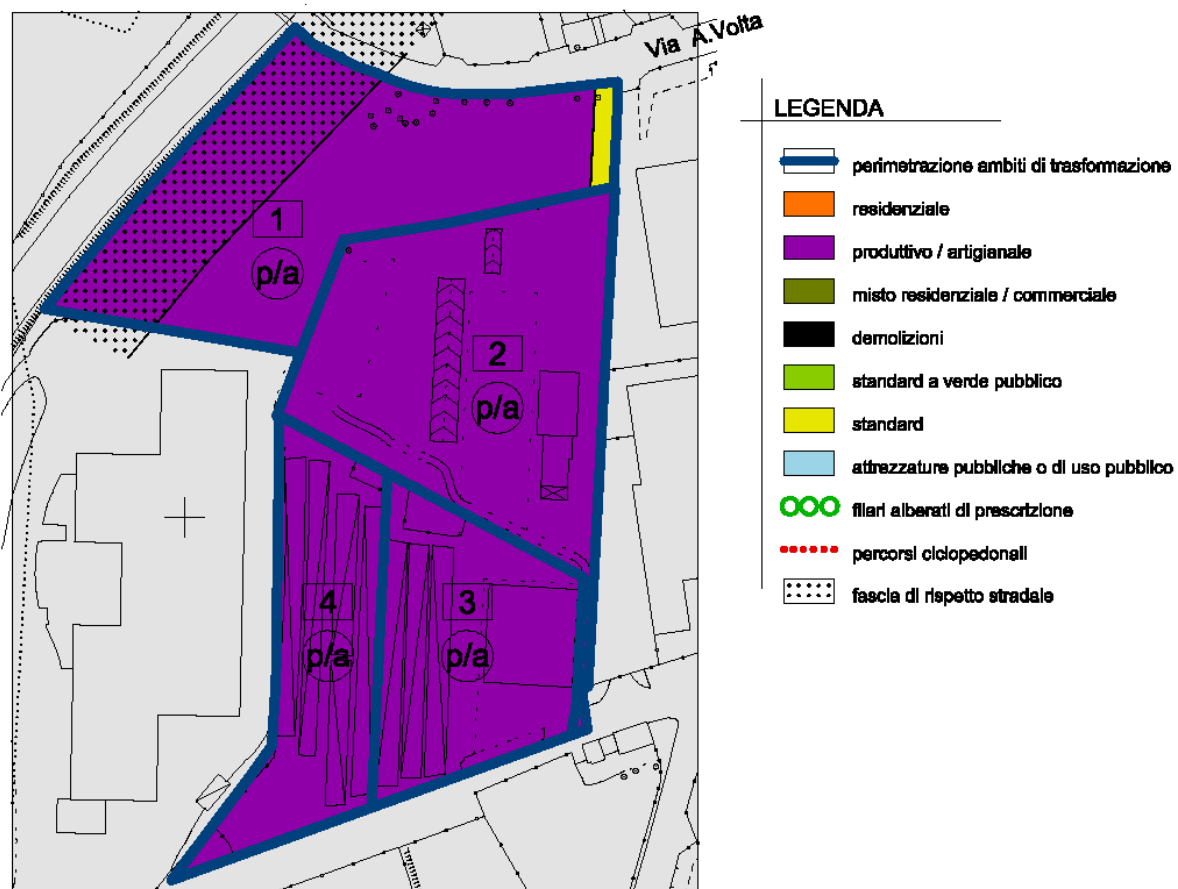 Via A.Volta
1
p/a
2
p/a
4
p/a
3
p/a
LEGENDA
perimetrazione ambiti di trasformazione
residenziale
produttivo / artigianale
misto residenziale / commerciale
demolizioni
standard a verde pubblico
standard
attrezzature pubbliche o di uso pubblico
filari alberati di prescrizione
percorsi ciclopedonali
fascia di rispetto stradale